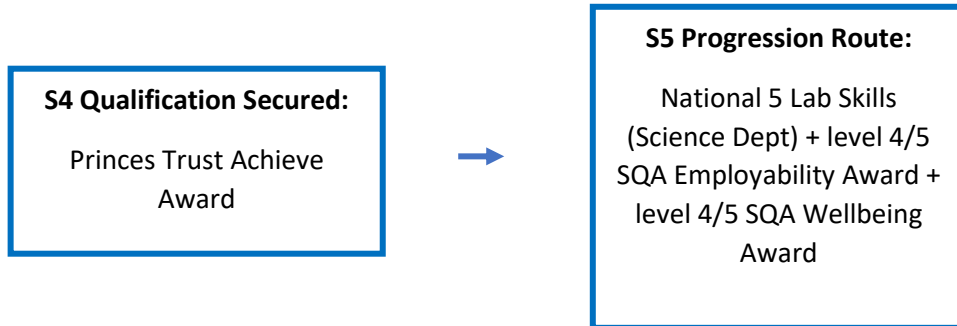 S4 Qualification Secured:
Princes Trust Achieve
Award
S5 Progression Route:
National 5 Lab Skills
(Science Dept) + level 4/5
SQA Employability Award +
level 4/5 SQA Wellbeing
Award